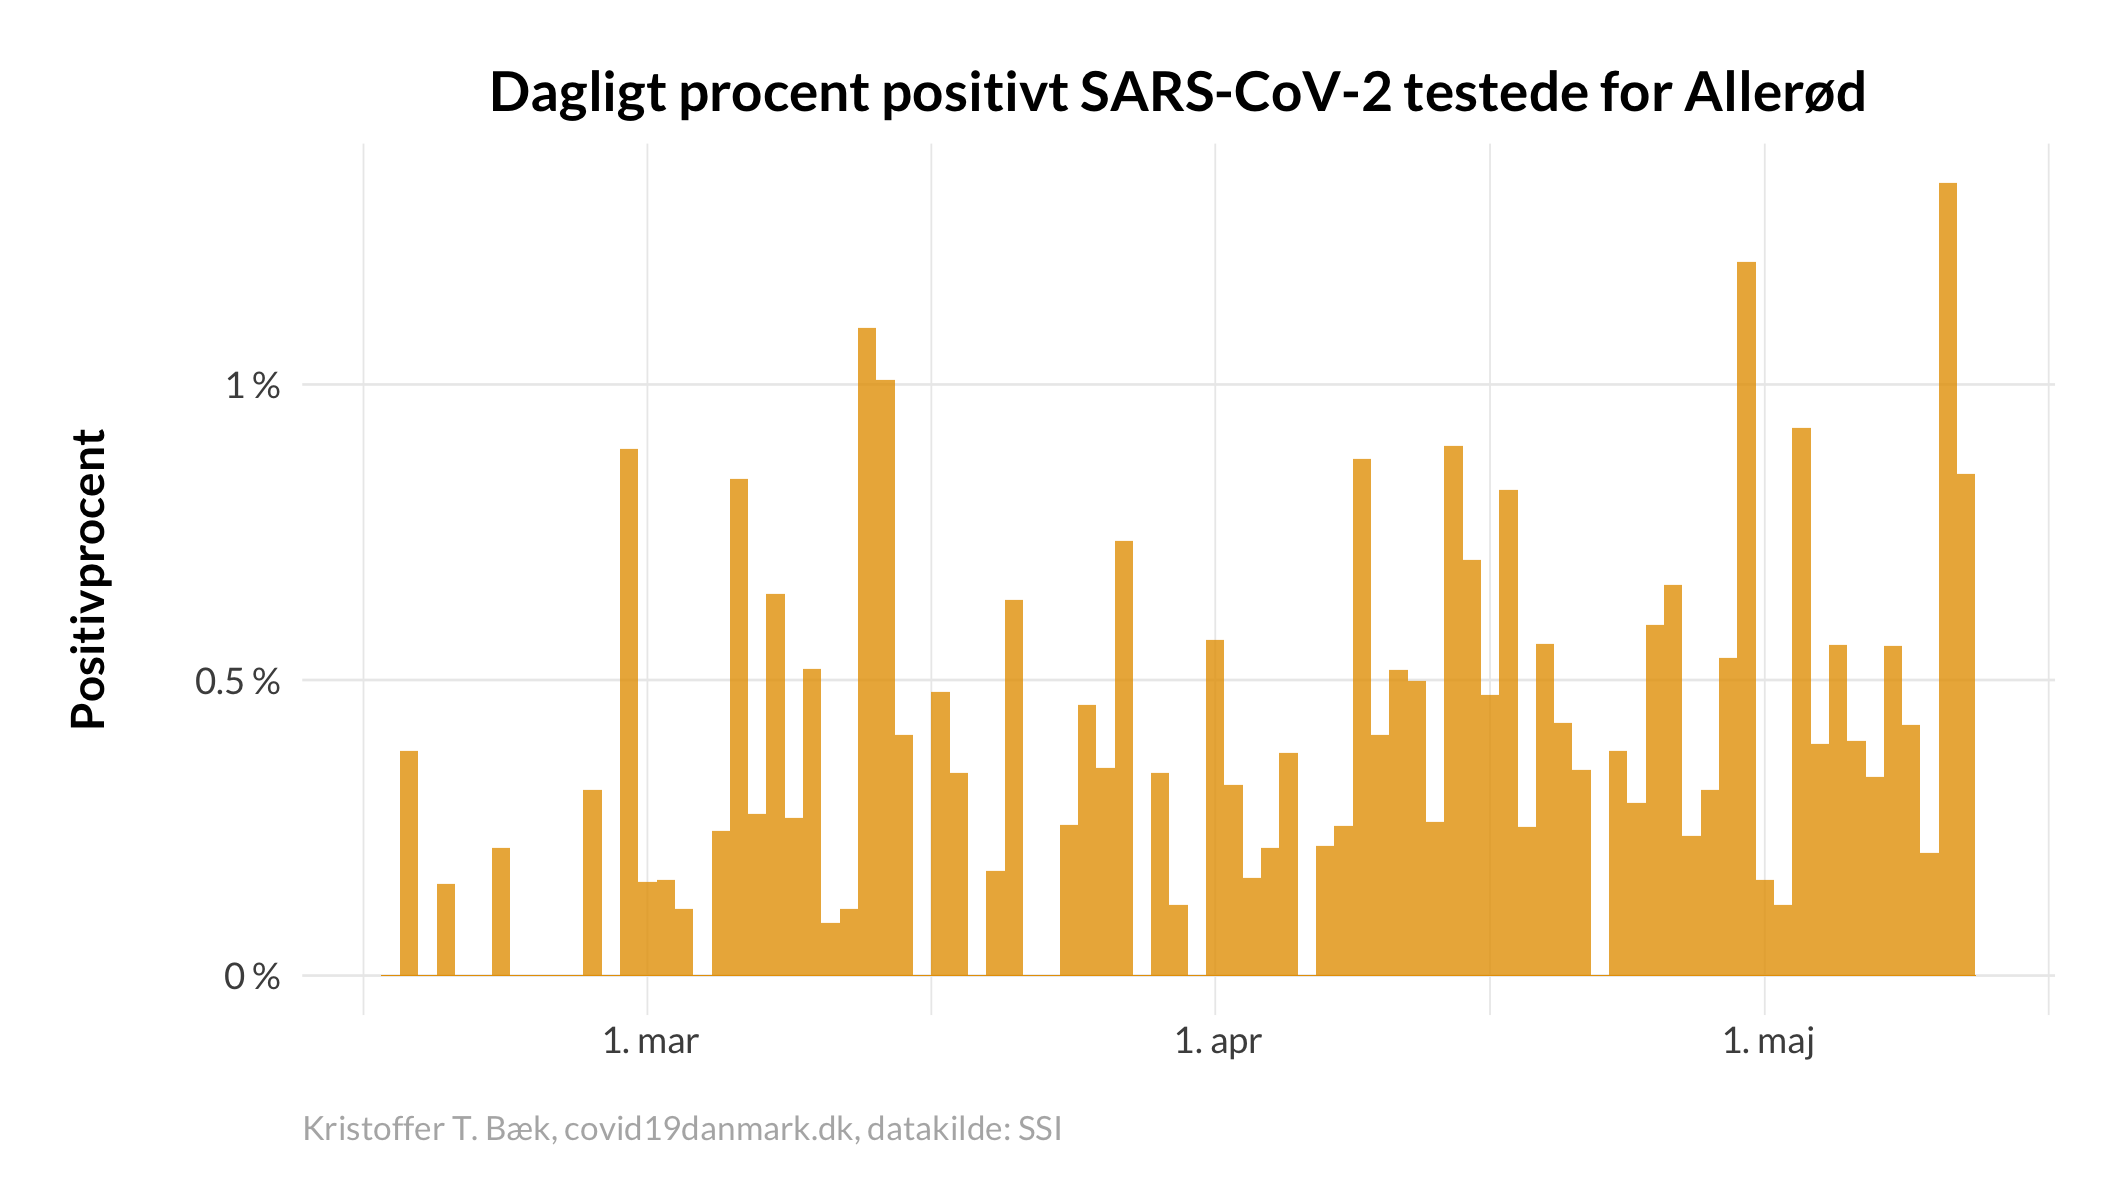 Dagligt procent positivt SARS-CoV-2 testede for Allerød
Positivprocent
1 %
0.5 %
0 %
1. mar
1. apr
1. maj
Kristoffer T. Bæk, covid19danmark.dk, datakilde: SSI